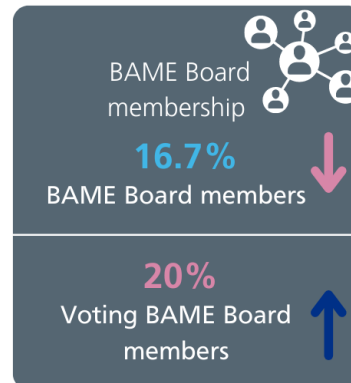 BAME Board
membership
16.7%
BAME Board members
20%
Voting BAME Board
members